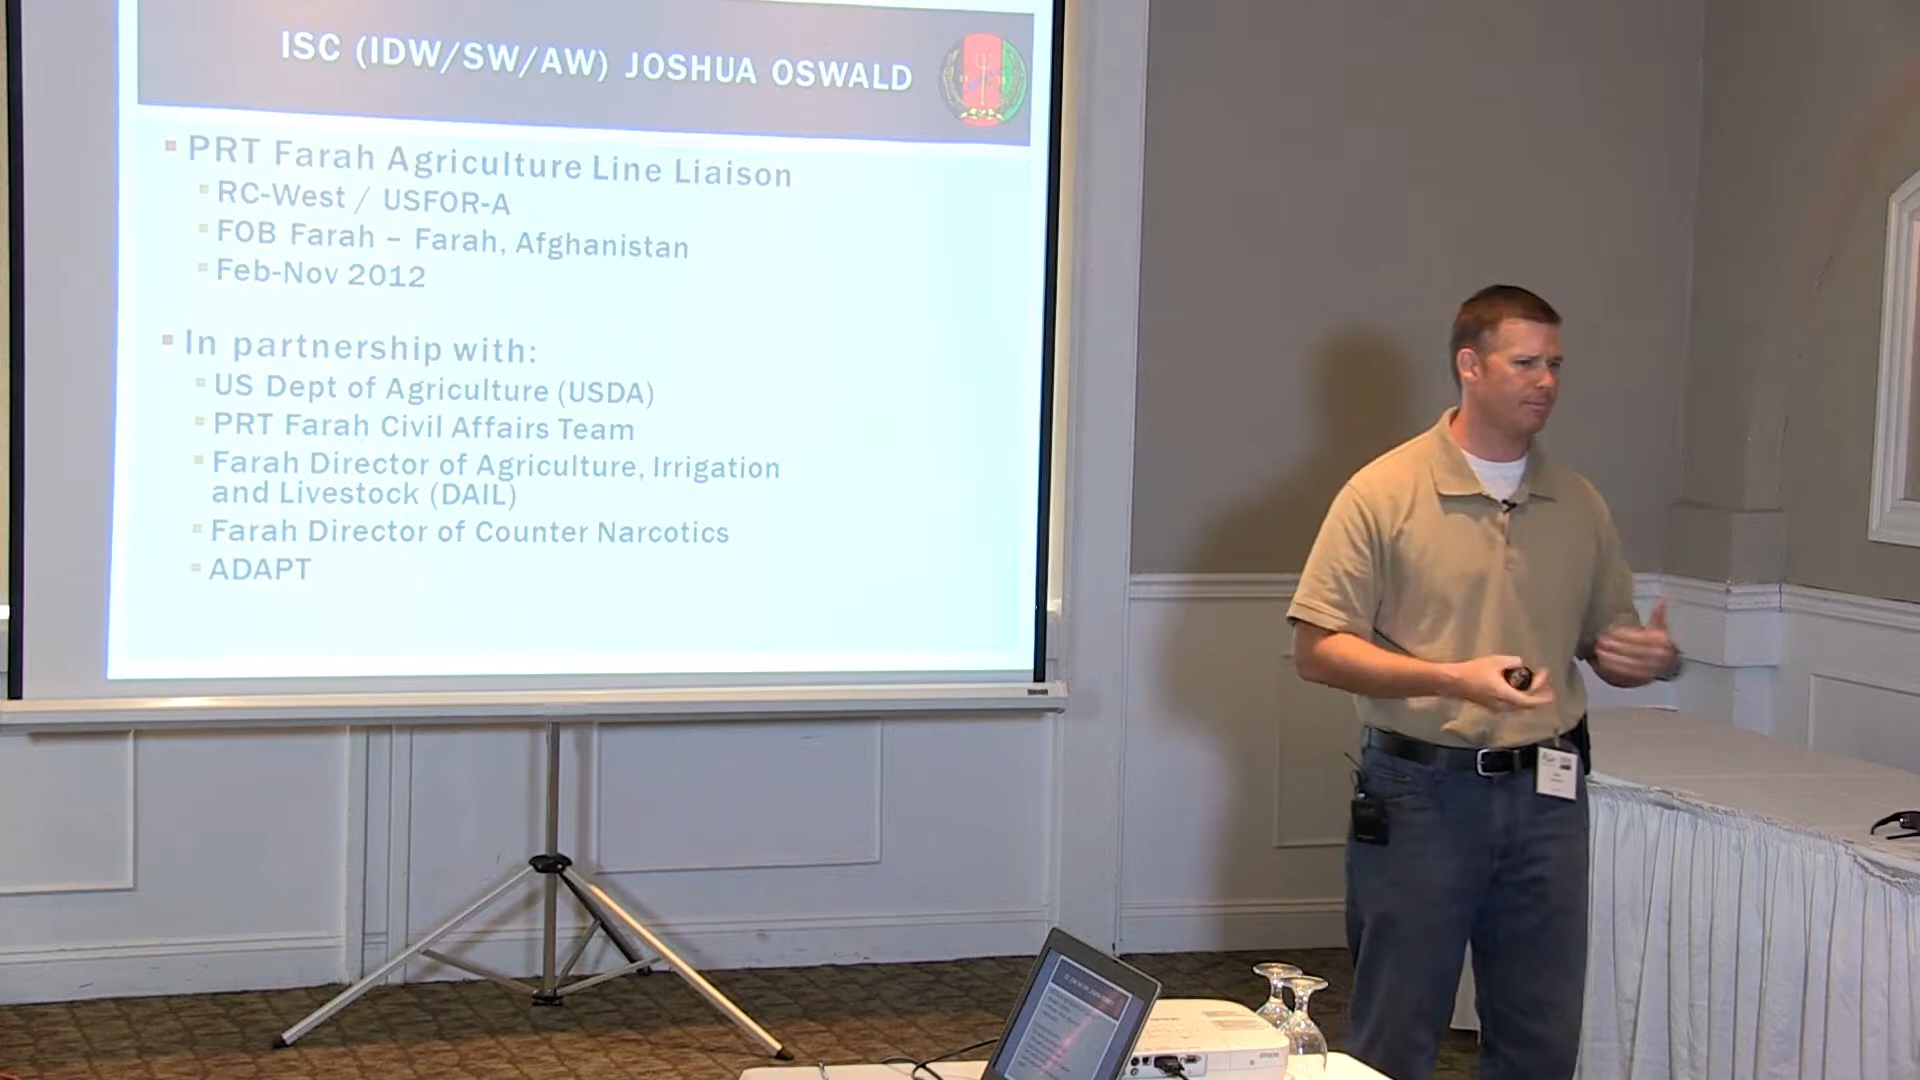 ISC (IDW/SW/AW) JOSHUA OSWALD
PRT Farah Agriculture Line Liaison
RC-West / USFOR-A
FOB Farah – Farah, Afghanistan
Feb-Nov 2012
In partnership with:
US Dept of Agriculture (USDA)
PRT Farah Civil Affairs Team
Farah Director of Agriculture, Irrigation
and Livestock (DAIL)
Farah Director of Counter Narcotics
ADAPT
EPSON